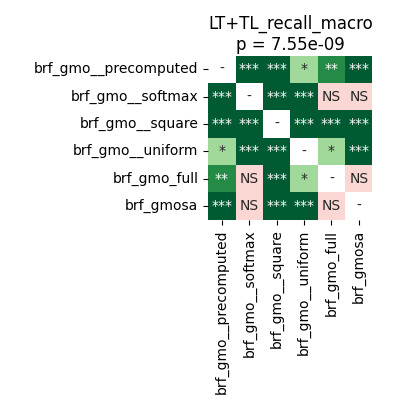 LT+TL_recall_macro
p = 7.55e-09
brf_gmo__precomputed - *** *** * ** ***
brf_gmo__softmax *** - *** *** NS NS
brf_gmo__square *** *** - *** *** ***
brf_gmo__uniform * *** *** - * ***
brf_gmo_full ** NS *** * - NS
brf_gmosa *** NS *** *** NS -
brf_gmo__precomputed
brf_gmo__softmax
brf_gmo__square
brf_gmo__uniform
brf_gmo_full
brf_gmosa